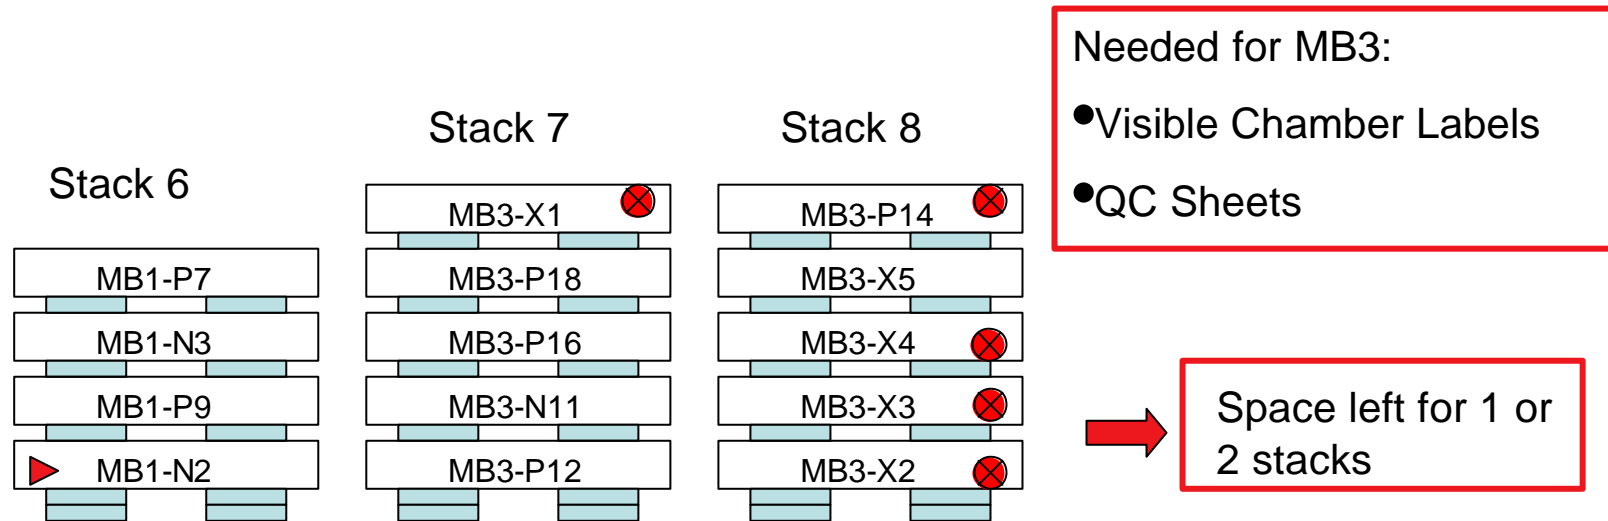 Needed for MB3:
•Visible Chamber Labels
•QC Sheets
Stack 6
MB1-P7
MB1-N3
MB1-P9
MB1-N2
Stack 7
MB3-X1
MB3-P18
MB3-P16
MB3-N11
MB3-P12
Stack 8
MB3-P14
MB3-X5
MB3-X4
MB3-X3
MB3-X2
Space left for 1 or
2 stacks